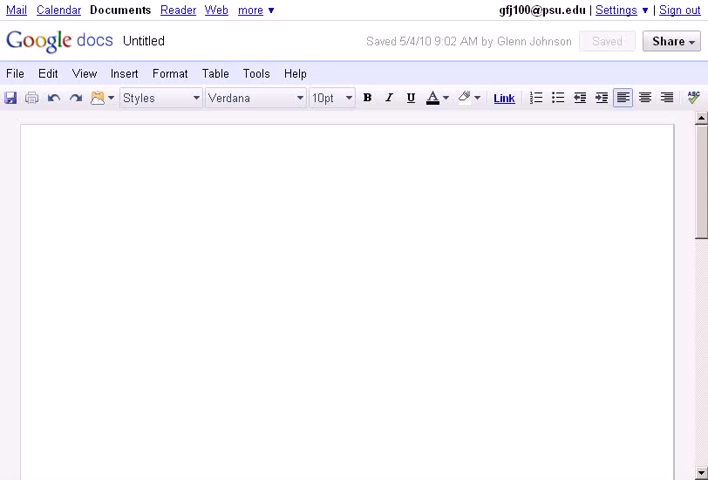 Mail Calendar Documents Reader Web more ▼ gfj100@psu.edu | Settings ▼ | Sign out
Google docs Untitled Saved 5/4/10 9:02 AM by Glenn Johnson Saved Share
File Edit View Insert Format Table Tools Help
Styles Verdana 10pt B I U A Link ABC